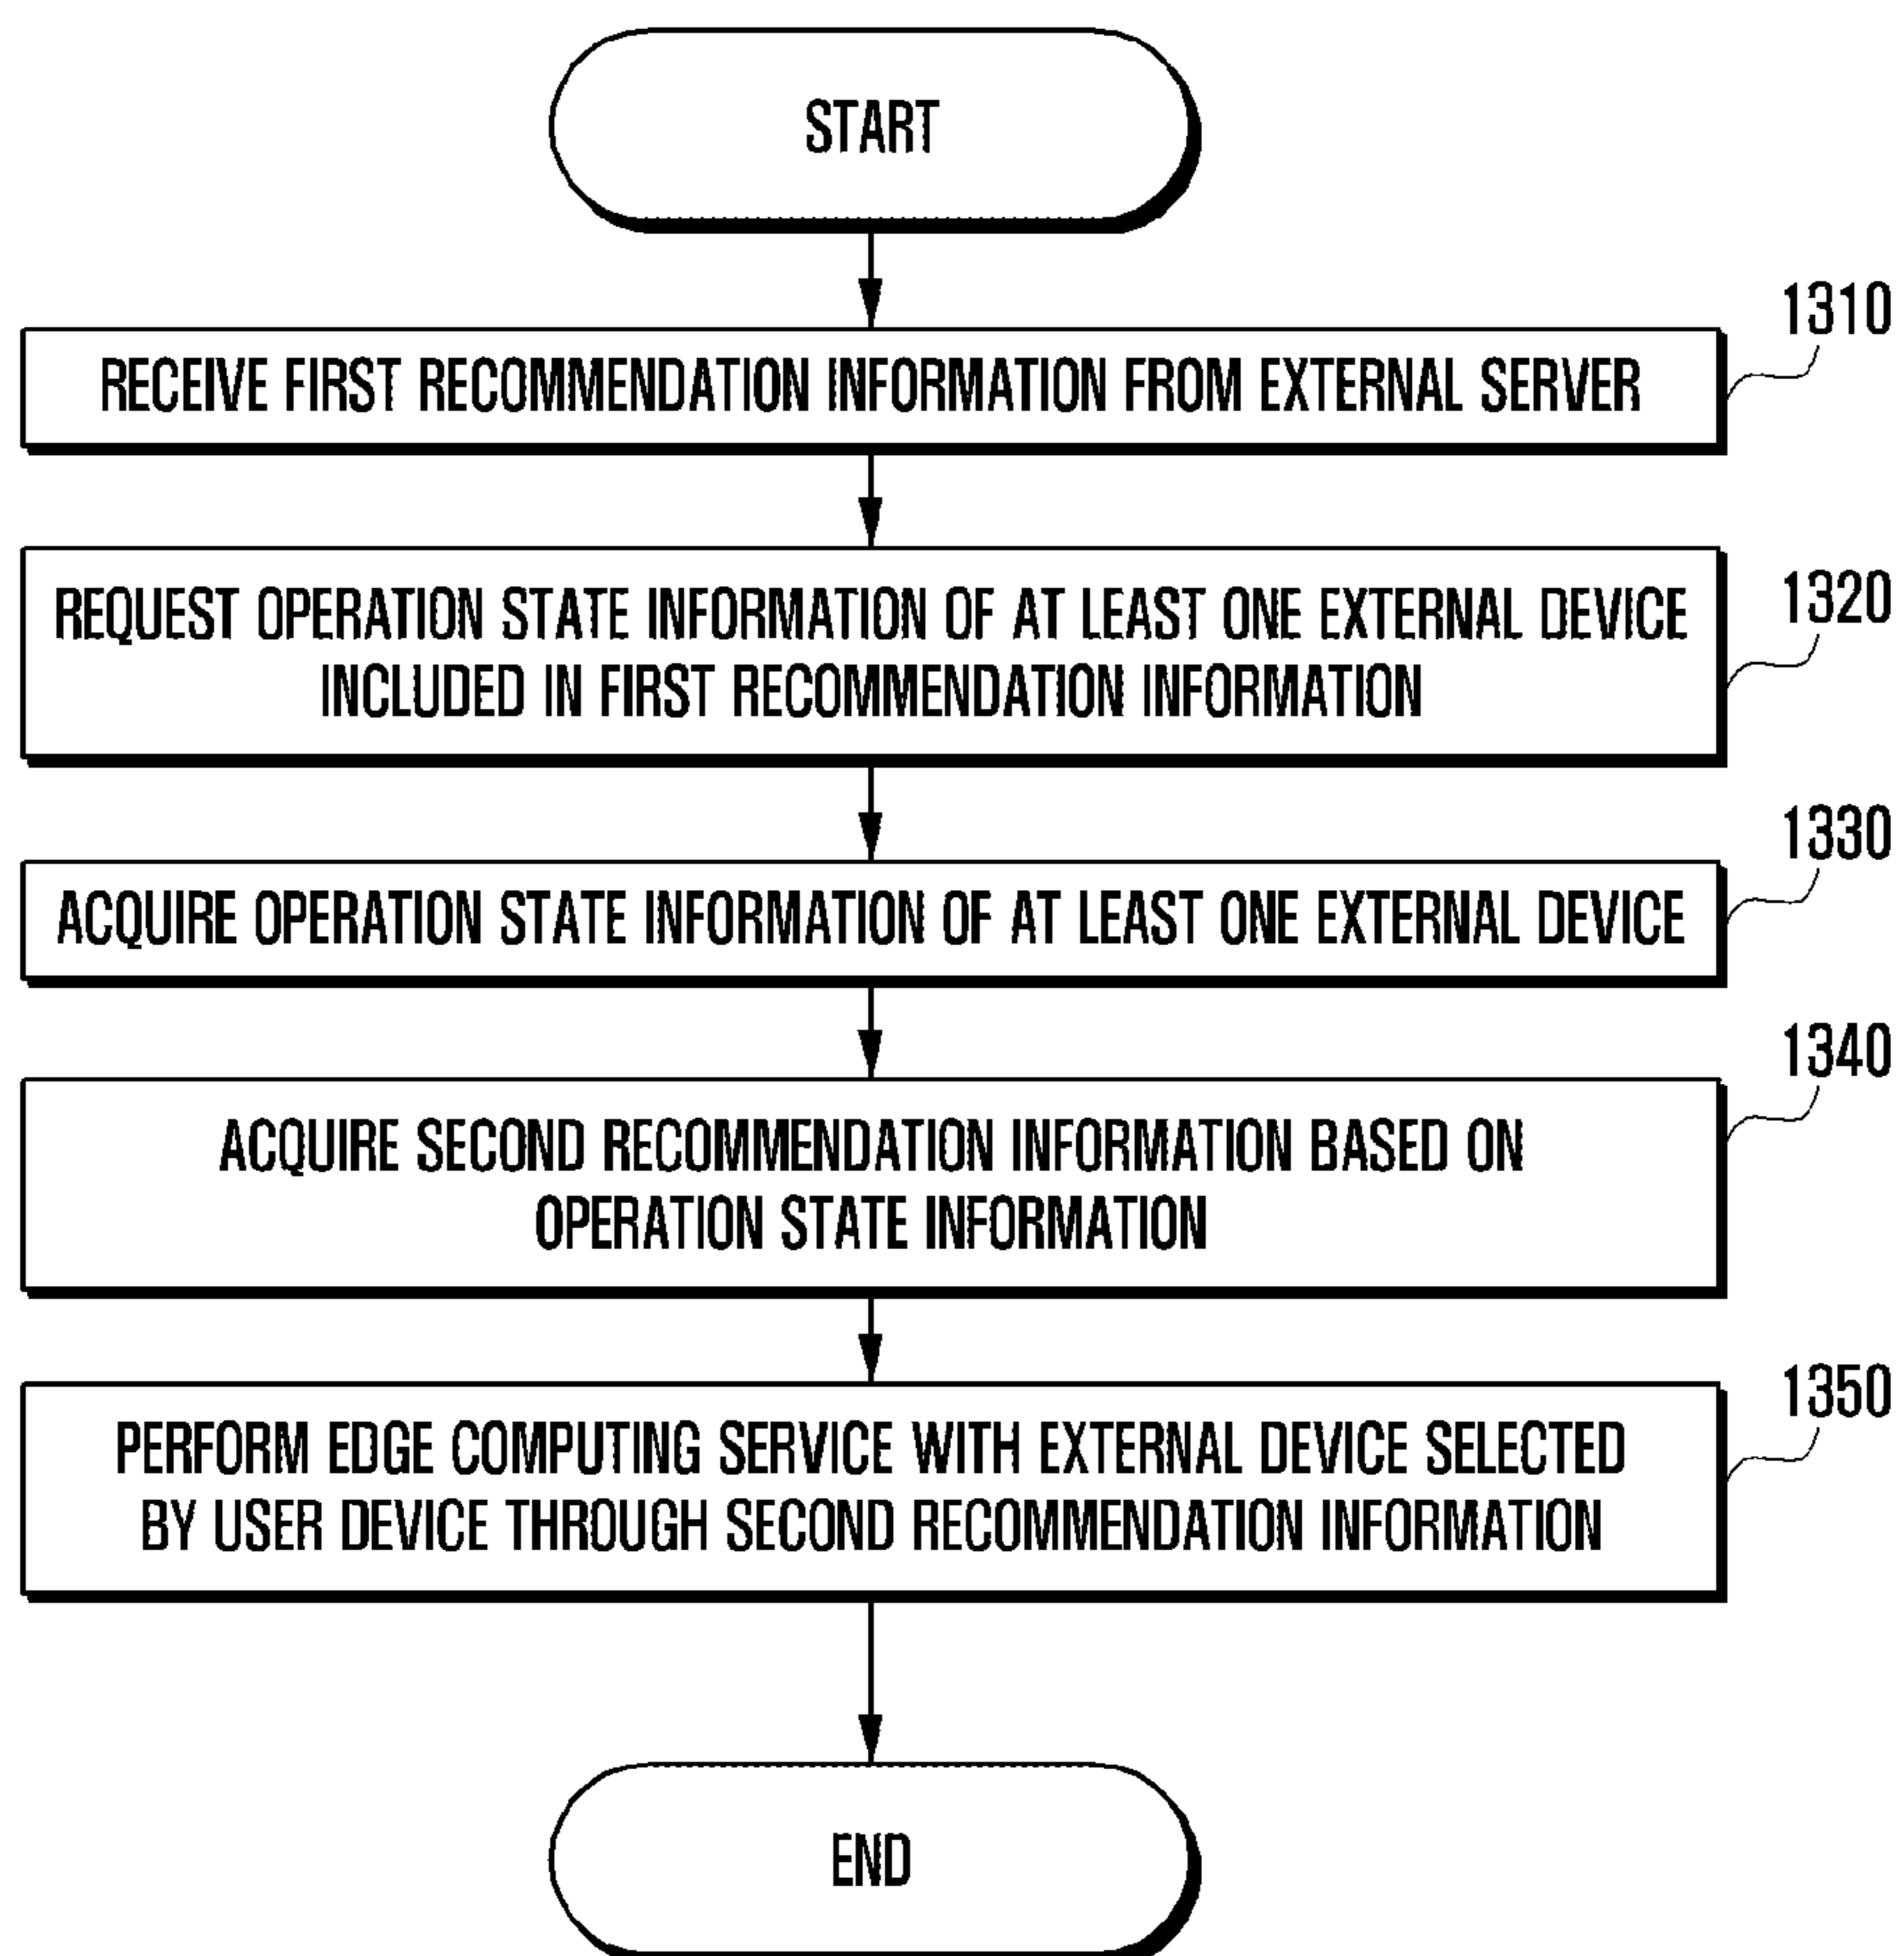 START
1310
RECEIVE FIRST RECOMMENDATION INFORMATION FROM EXTERNAL SERVER
1320
REQUEST OPERATION STATE INFORMATION OF AT LEAST ONE EXTERNAL DEVICE
INCLUDED IN FIRST RECOMMENDATION INFORMATION
1330
ACQUIRE OPERATION STATE INFORMATION OF AT LEAST ONE EXTERNAL DEVICE
1340
ACQUIRE SECOND RECOMMENDATION INFORMATION BASED ON
OPERATION STATE INFORMATION
1350
PERFORM EDGE COMPUTING SERVICE WITH EXTERNAL DEVICE SELECTED
BY USER DEVICE THROUGH SECOND RECOMMENDATION INFORMATION
END